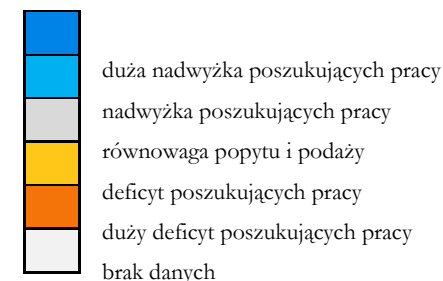 duża nadwyżka poszukujących pracy
nadwyżka poszukujących pracy
równowaga popytu i podaży
deficyt poszukujących pracy
duży deficyt poszukujących pracy
brak danych